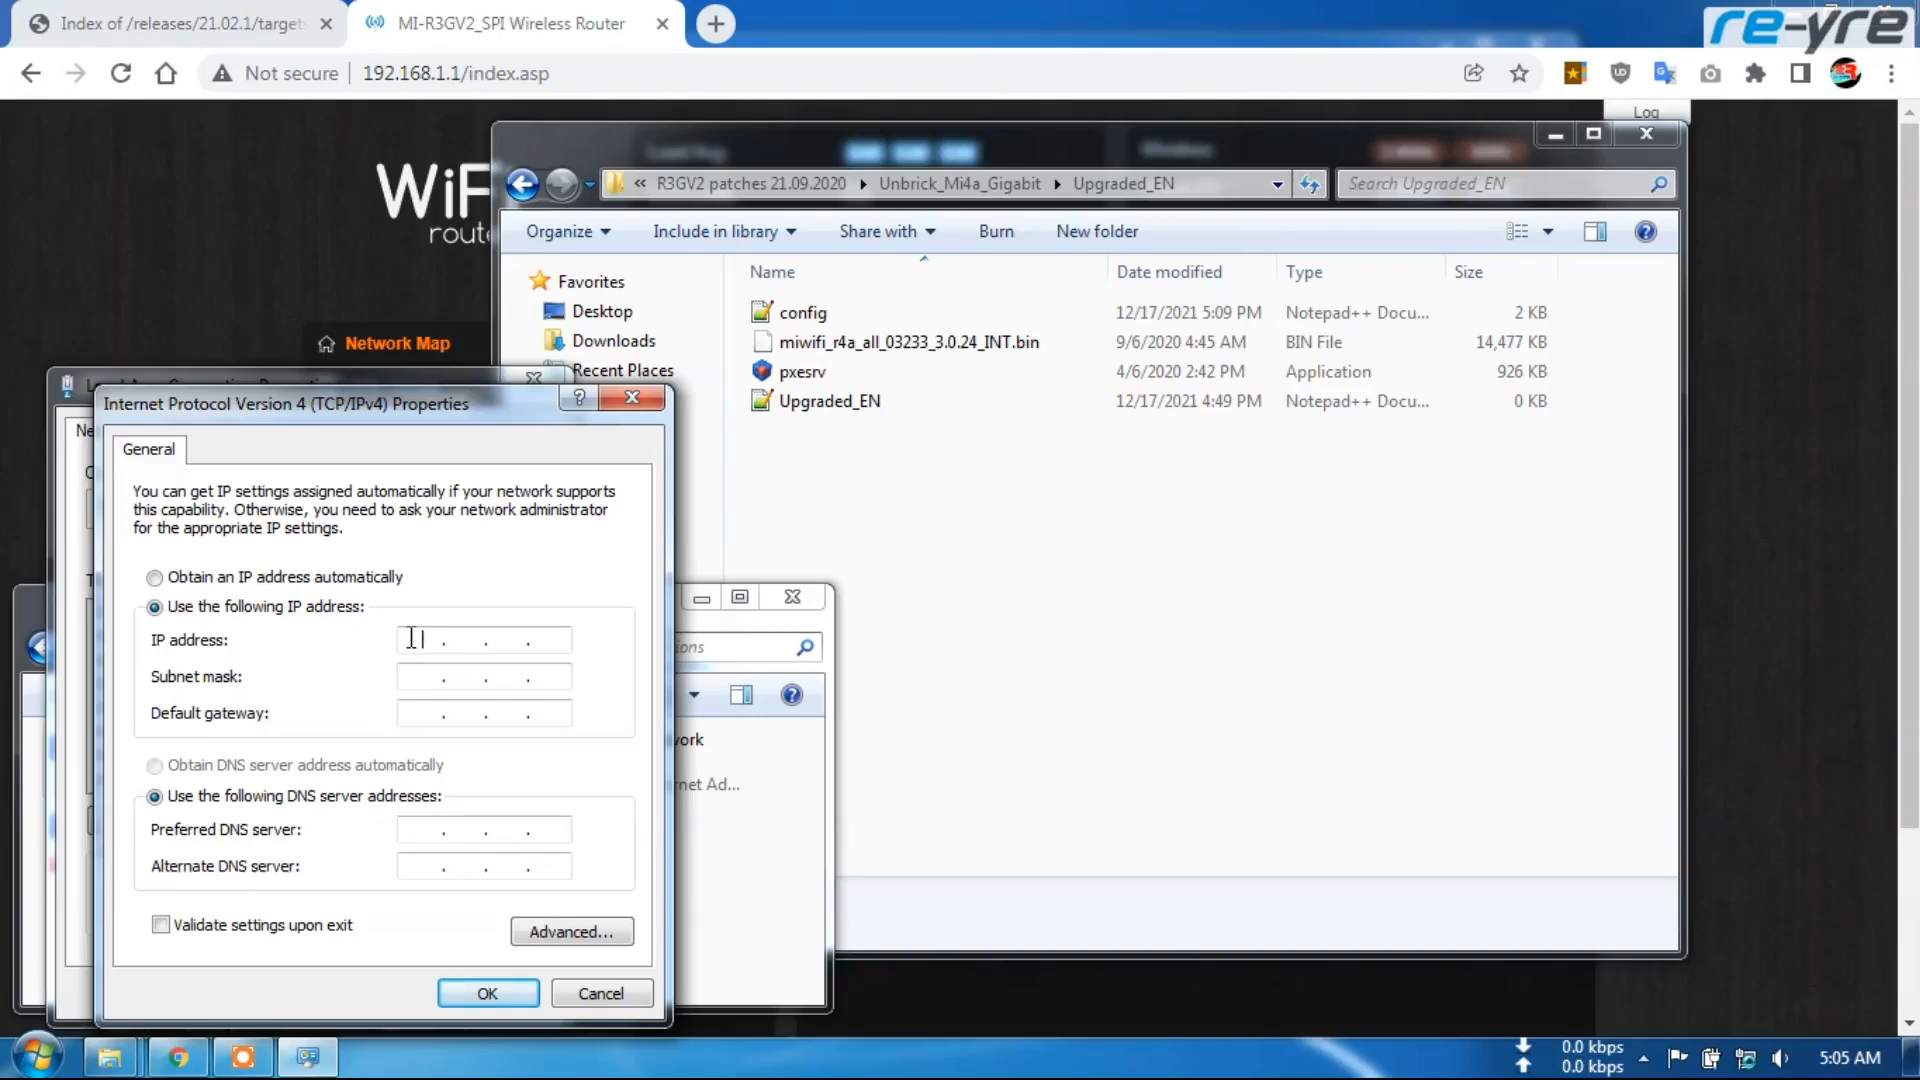 Index of /releases/21.02.1/target
MI-R3GV2_SPI Wireless Router
re-yre
Not secure
192.168.1.1/index.asp
Log
WiF
route
Network Map
« R3GV2 patches 21.09.2020 Unbrick_Mi4a_Gigabit Upgraded_EN
Search Upgraded_EN
Organize
Include in library
Share with
Burn
New folder
Favorites
Desktop
Downloads
Recent Places
Name Date modified Type Size
config 12/17/2021 5:09 PM Notepad++ Docu... 2 KB
miwifi_r4a_all_03233_3.0.24_INT.bin 9/6/2020 4:45 AM BIN File 14,477 KB
pxesrv 4/6/2020 2:42 PM Application 926 KB
Upgraded_EN 12/17/2021 4:49 PM Notepad++ Docu... 0 KB
Internet Protocol Version 4 (TCP/IPv4) Properties
General
You can get IP settings assigned automatically if your network supports
this capability. Otherwise, you need to ask your network administrator
for the appropriate IP settings.
Obtain an IP address automatically
Use the following IP address:
IP address: . . .
Subnet mask: . . .
Default gateway: . . .
Obtain DNS server address automatically
Use the following DNS server addresses:
Preferred DNS server: . . .
Alternate DNS server: . . .
Validate settings upon exit
Advanced...
OK
Cancel
ions
work
rnet Ad...
0.0 kbps
0.0 kbps
5:05 AM